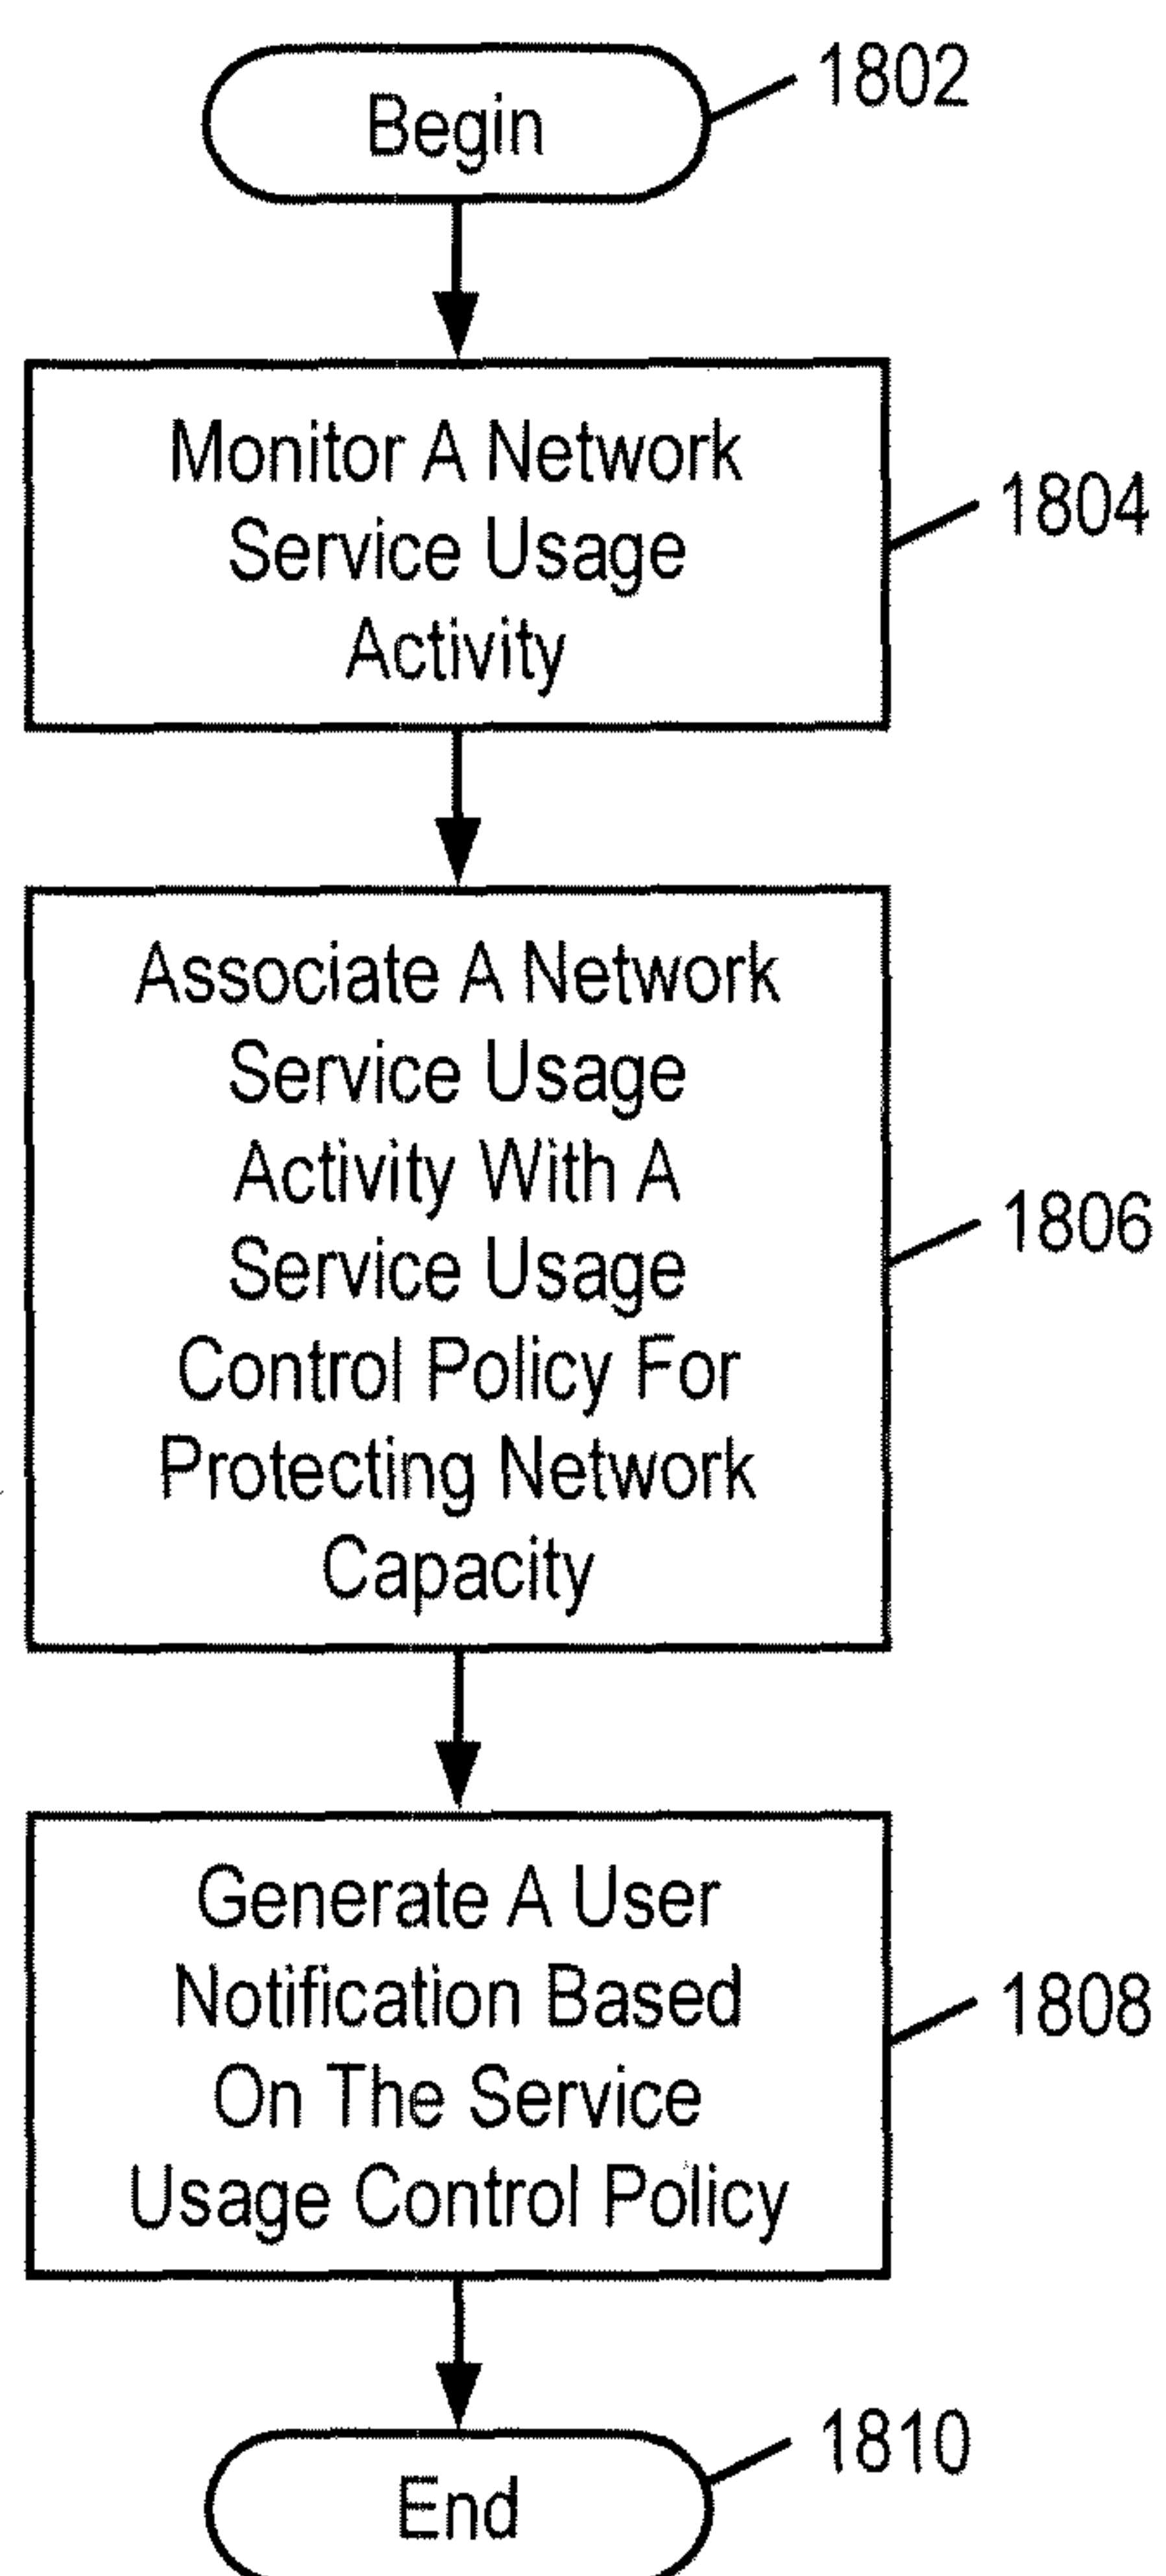 Begin
1802
Monitor A Network
Service Usage
Activity
1804
Associate A Network
Service Usage
Activity With A
Service Usage
Control Policy For
Protecting Network
Capacity
1806
Generate A User
Notification Based
On The Service
Usage Control Policy
1808
End
1810